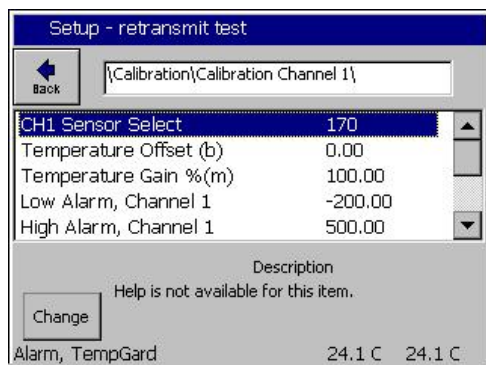 Setup - retransmit test
Back
\Calibration\Calibration Channel 1\
CH1 Sensor Select 170
Temperature Offset (b) 0.00
Temperature Gain %(m) 100.00
Low Alarm, Channel 1 -200.00
High Alarm, Channel 1 500.00
Description
Help is not available for this item.
Change
Alarm, TempGard 24.1 C 24.1 C